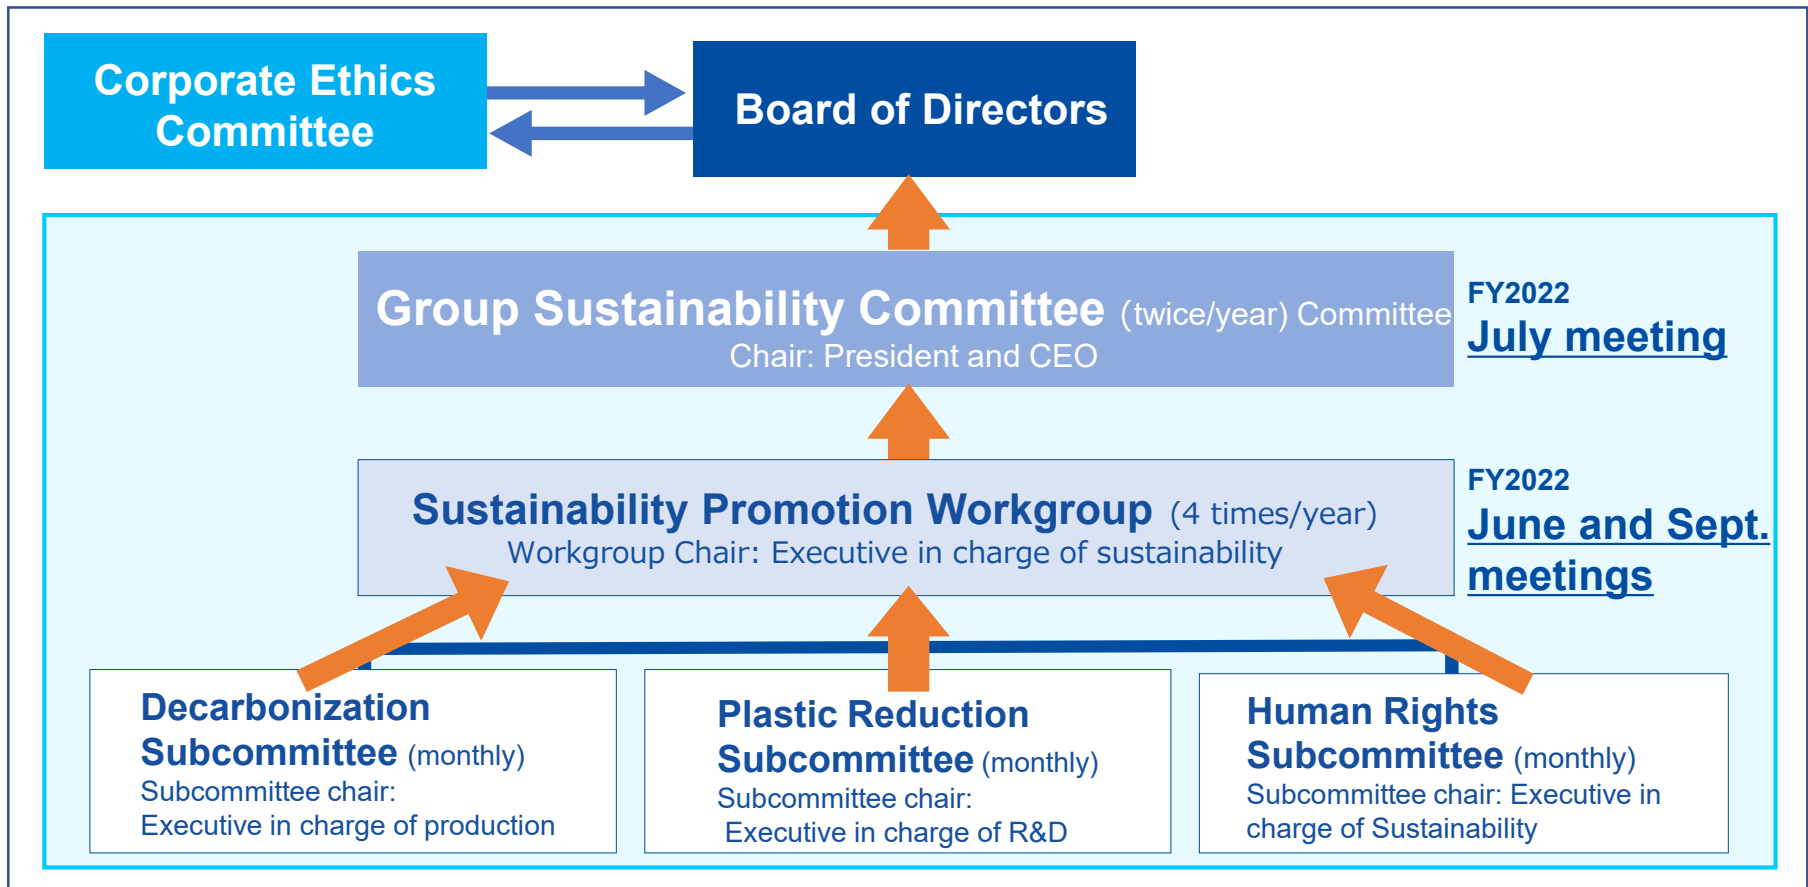 Corporate Ethics
Committee
Board of Directors
Group Sustainability Committee (twice/year) Committee
Chair: President and CEO
FY2022
July meeting
Sustainability Promotion Workgroup (4 times/year)
Workgroup Chair: Executive in charge of sustainability
FY2022
June and Sept.
meetings
Decarbonization
Subcommittee (monthly)
Subcommittee chair:
Executive in charge of production
Plastic Reduction
Subcommittee (monthly)
Subcommittee chair:
Executive in charge of R&D
Human Rights
Subcommittee (monthly)
Subcommittee chair: Executive in
charge of Sustainability